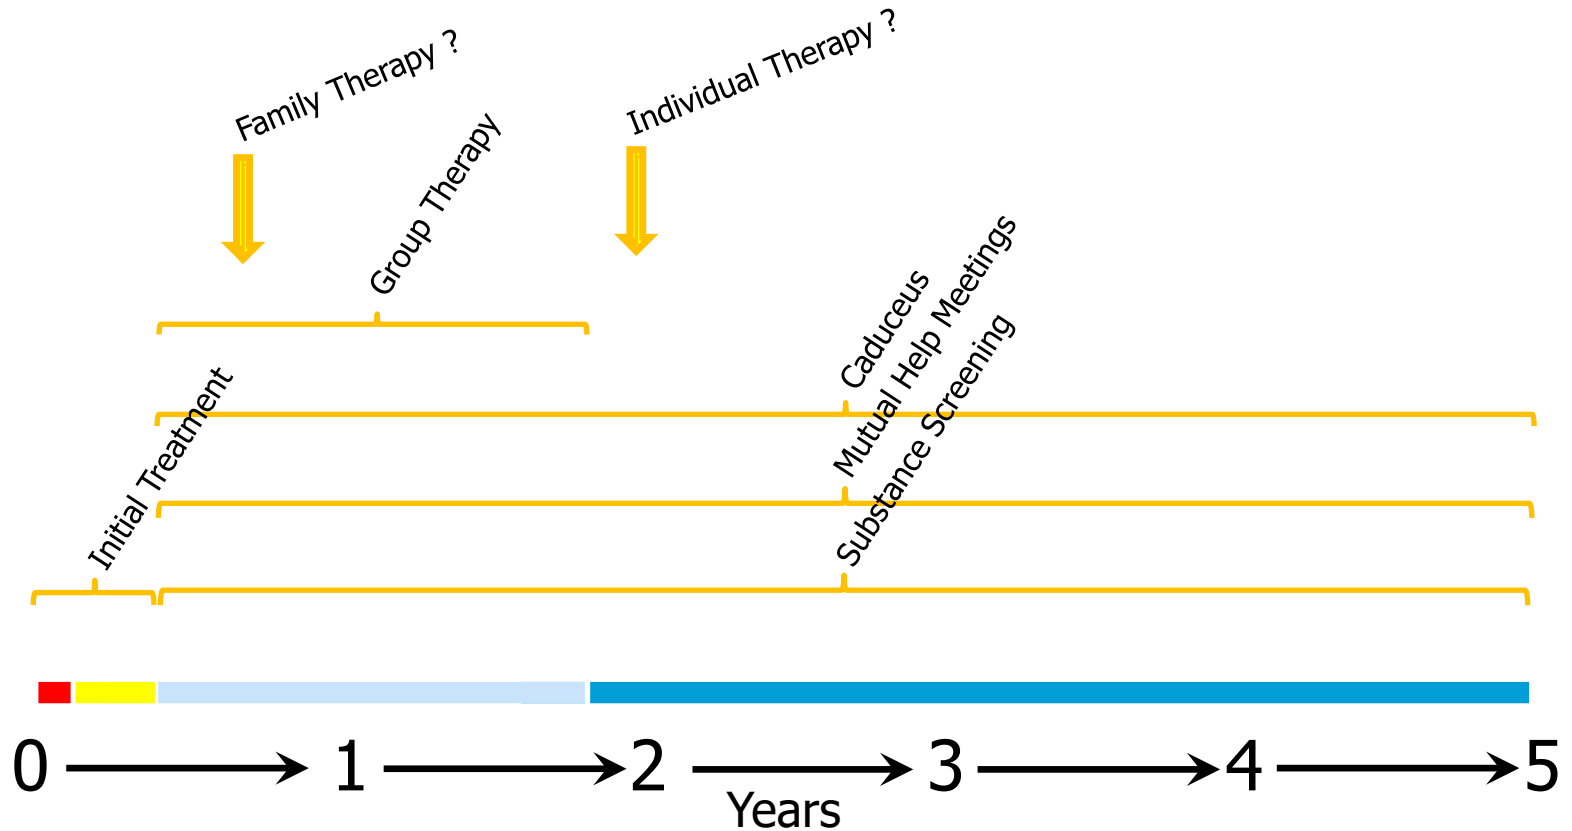 Family Therapy ?
Individual Therapy ?
Group Therapy
Caduceus
Mutual Help Meetings
Substance Screening
Initial Treatment
0 1 2 3 4 5
Years